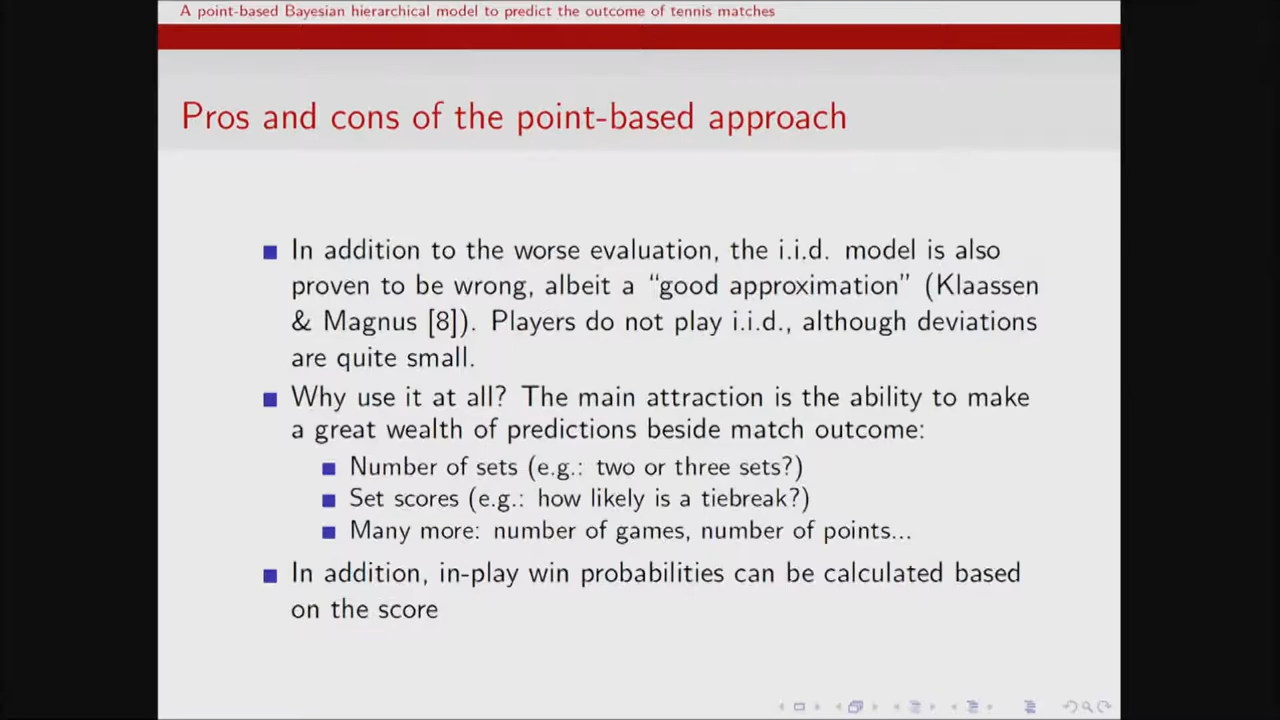 A point-based Bayesian hierarchical model to predict the outcome of tennis matches
Pros and cons of the point-based approach
In addition to the worse evaluation, the i.i.d. model is also
proven to be wrong, albeit a “good approximation” (Klaassen
& Magnus [8]). Players do not play i.i.d., although deviations
are quite small.
Why use it at all? The main attraction is the ability to make
a great wealth of predictions beside match outcome:
Number of sets (e.g.: two or three sets?)
Set scores (e.g.: how likely is a tiebreak?)
Many more: number of games, number of points...
In addition, in-play win probabilities can be calculated based
on the score